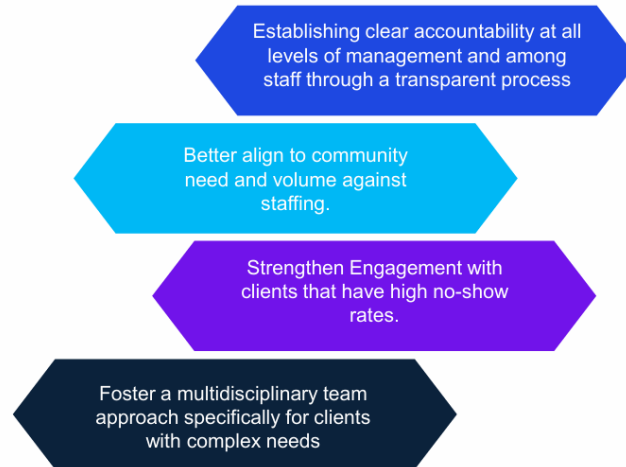 Establishing clear accountability at all
levels of management and among
staff through a transparent process
Better align to community
need and volume against
staffing.
Strengthen Engagement with
clients that have high no-show
rates.
Foster a multidisciplinary team
approach specifically for clients
with complex needs